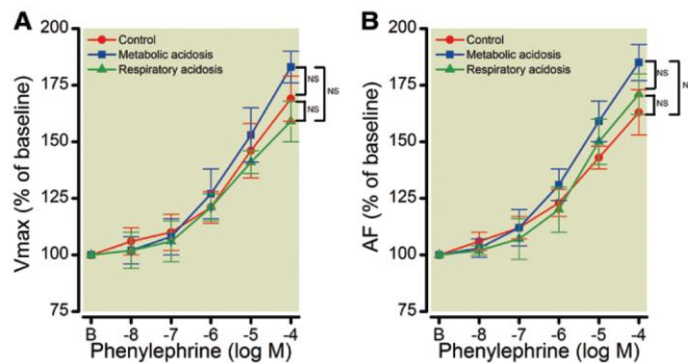 A
200
175
150
125
100
75
Vmax (% of baseline)
Control
Metabolic acidosis
Respiratory acidosis
NS
NS
NS
B -8 -7 -6 -5 -4
Phenylephrine (log M)
B
200
175
150
125
100
75
AF (% of baseline)
Control
Metabolic acidosis
Respiratory acidosis
NS
NS
B -8 -7 -6 -5 -4
Phenylephrine (log M)